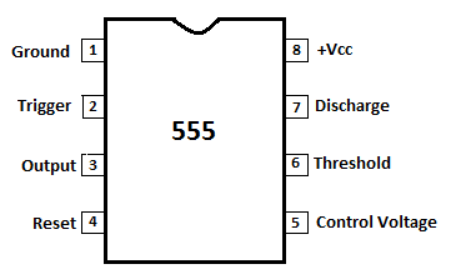 Ground 1
8 +Vcc
Trigger 2
7 Discharge
555
Output 3
6 Threshold
Reset 4
5 Control Voltage